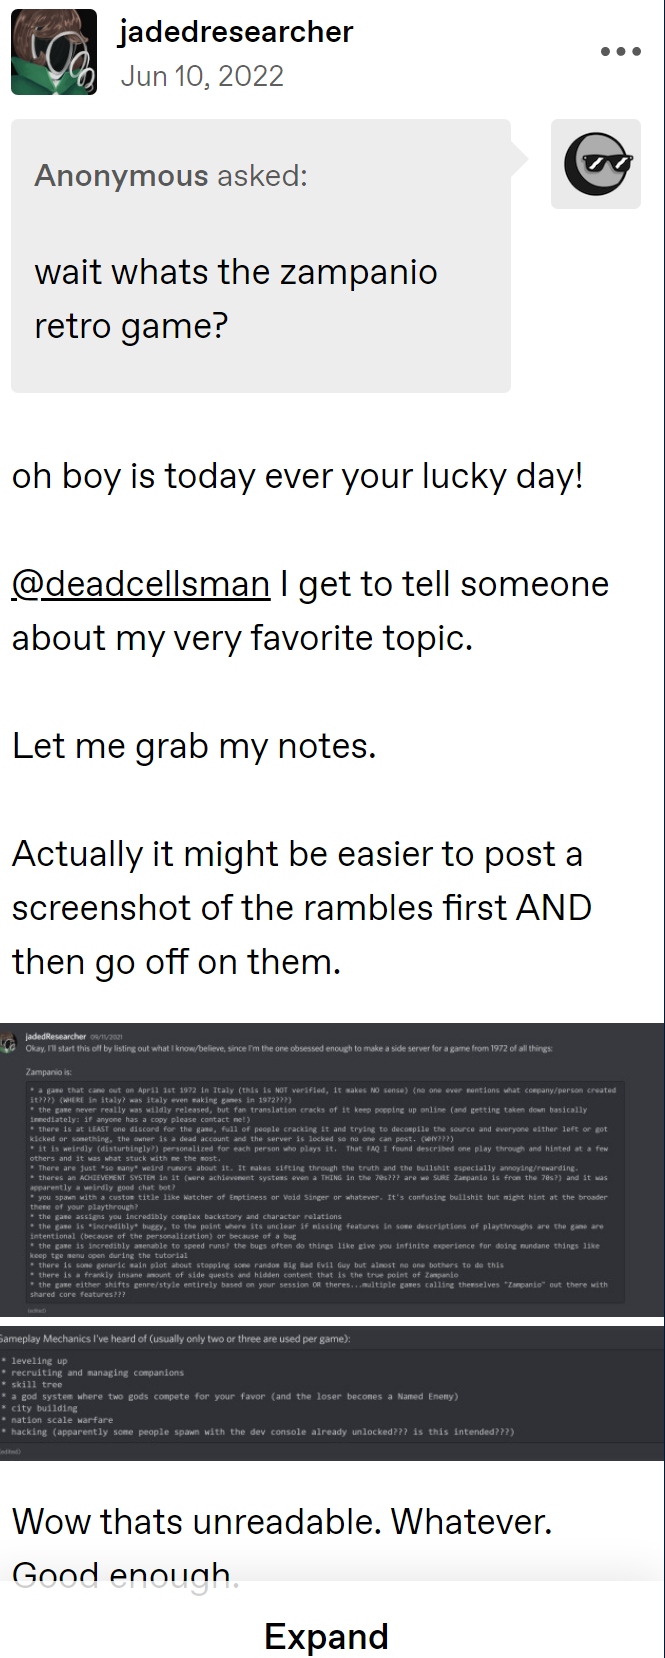 jadedresearcher
Jun 10, 2022
Anonymous asked:
wait whats the zampanio
retro game?
oh boy is today ever your lucky day!
@deadcellsman I get to tell someone
about my very favorite topic.
Let me grab my notes.
Actually it might be easier to post a
screenshot of the rambles first AND
then go off on them.
jadedResearcher 09/11/2021
Okay, I'll start this off by listing out what I know/believe, since I'm the one obsessed enough to make a side server for a game from 1972 of all things:
Zampanio is:
* a game that came out on April 1st 1972 in Italy (this is NOT verified, it makes NO sense) (no one ever mentions what company/person created
it???) (WHERE in italy? was italy even making games in 1972???)
* the game never really was wildly released, but fan translation cracks of it keep popping up online (and getting taken down basically
immediately: if anyone has a copy please contact me!)
* there is at LEAST one discord for the game, full of people cracking it and trying to decompile the source and everyone either left or got
kicked or something, the owner is a dead account and the server is locked so no one can post. (WHY???)
* it is weirdly (disturbingly?) personalized for each person who plays it. That FAQ I found described one play through and hinted at a few
others and it was what stuck with me the most.
* There are just *so many* weird rumors about it. It makes sifting through the truth and the bullshit especially annoying/rewarding.
* theres an ACHIEVEMENT SYSTEM in it (were achievement systems even a THING in the 70s??? are we SURE Zampanio is from the 70s?) and it was
apparently a weirdly good chat bot?
* you spawn with a custom title like Watcher of Emptiness or Void Singer or whatever. It's confusing bullshit but might hint at the broader
theme of your playthrough?
* the game assigns you incredibly complex backstory and character relations
* the game is *incredibly* buggy, to the point where its unclear if missing features in some descriptions of playthroughs are the game are
intentional (because of the personalization) or because of a bug
* the game is incredibly amenable to speed runs? the bugs often do things like give you infinite experience for doing mundane things like
keep tge menu open during the tutorial
* there is some generic main plot about stopping some random Big Bad Evil Guy but almost no one bothers to do this
* there is a frankly insane amount of side quests and hidden content that is the true point of Zampanio
* the game either shifts genre/style entirely based on your session OR theres...multiple games calling themselves "Zampanio" out there with
shared core features???
(edited)
Gameplay Mechanics I've heard of (usually only two or three are used per game):
* leveling up
* recruiting and managing companions
* skill tree
* a god system where two gods compete for your favor (and the loser becomes a Named Enemy)
* city building
* nation scale warfare
* hacking (apparently some people spawn with the dev console already unlocked??? is this intended???)
(edited)
Wow thats unreadable. Whatever.
Good enough.
Expand